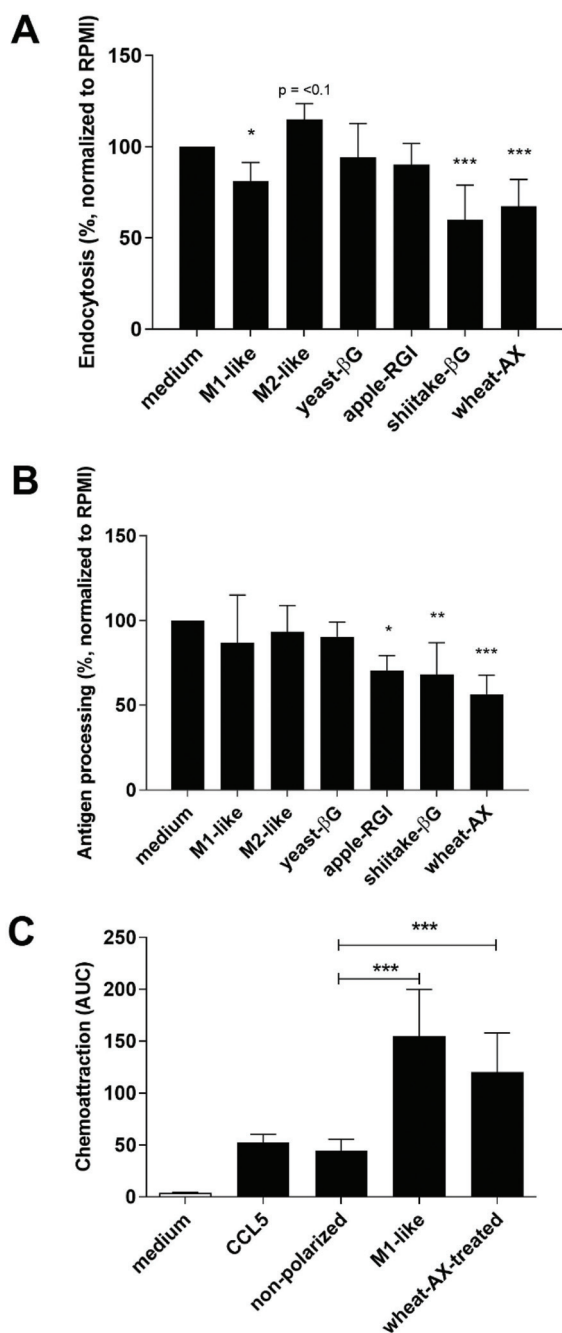 A
Endocytosis (%, normalized to RPMI)
150
100
50
0
*
p = <0.1
***
***
medium
M1-like
M2-like
yeast-βG
apple-RGI
shiitake-βG
wheat-AX
B
Antigen processing (%, normalized to RPMI)
150
100
50
0
*
**
***
medium
M1-like
M2-like
yeast-βG
apple-RGI
shiitake-βG
wheat-AX
C
Chemoattraction (AUC)
250
200
150
100
50
0
***
***
medium
CCL5
non-polarized
M1-like
wheat-AX-treated